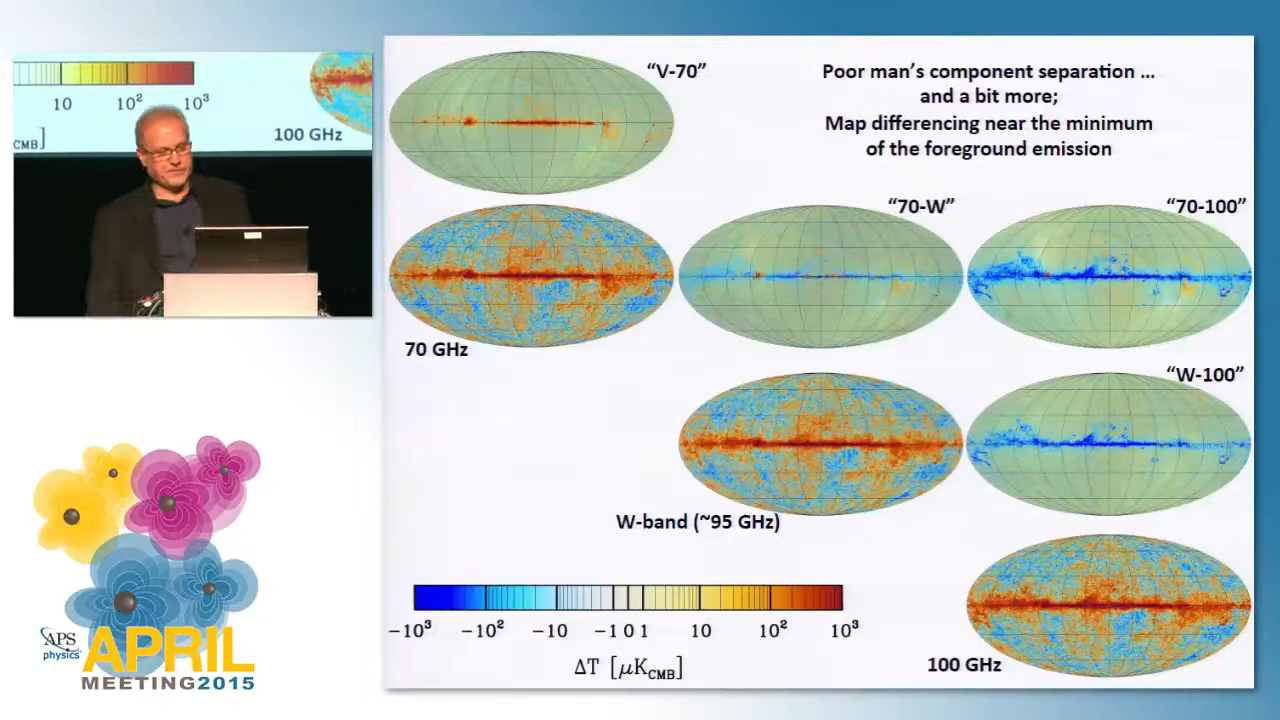 10 10² 10³
CMB]
100 GHz
"V-70"
Poor man's component separation ...
and a bit more;
Map differencing near the minimum
of the foreground emission
"70-W"
"70-100"
70 GHz
"W-100"
W-band (~95 GHz)
−10³ −10² −10 −1 0 1 10 10² 10³
ΔT [μK_CMB]
100 GHz
APS
physics
APRIL
MEETING2015